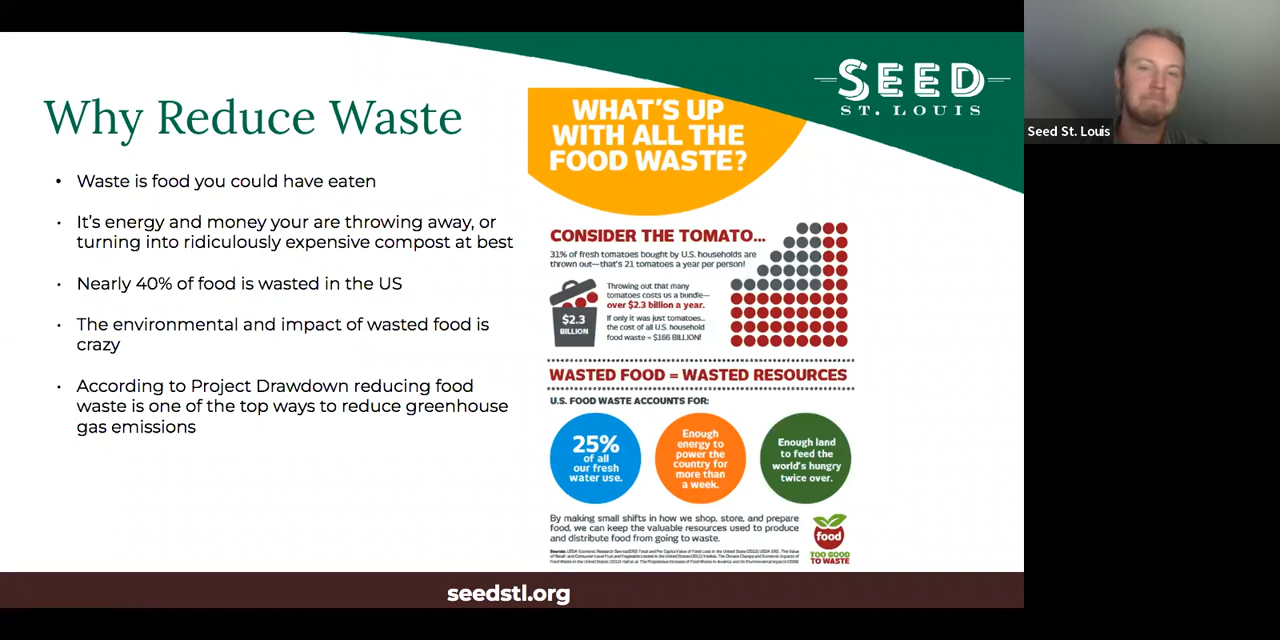 Why Reduce Waste
• Waste is food you could have eaten
• It's energy and money your are throwing away, or
turning into ridiculously expensive compost at best
Nearly 40% of food is wasted in the US
• The environmental and impact of wasted food is
crazy
• According to Project Drawdown reducing food
waste is one of the top ways to reduce greenhouse
gas emissions
SEED
ST. LOUIS
WHAT'S UP
WITH ALL THE
FOOD WASTE?
CONSIDER THE TOMATO...
31% of fresh tomatoes bought by U.S. households are
thrown out—that's 21 tomatoes a year per person!
$2.3
BILLION
Throwing out that many
tomatoes costs us a bundle—
over $2.3 billion a year.
If only it was just tomatoes...
the cost of all U.S. household
food waste = $166 BILLION!
WASTED FOOD = WASTED RESOURCES
U.S. FOOD WASTE ACCOUNTS FOR:
25%
of all
our fresh
water use.
Enough
energy to
power the
country for
more than
a week.
Enough land
to feed the
world's hungry
twice over.
By making small shifts in how we shop, store, and prepare
food, we can keep the valuable resources used to produce
and distribute food from going to waste.
food
TOO GOOD
TO WASTE
seedstl.org
Seed St. Louis